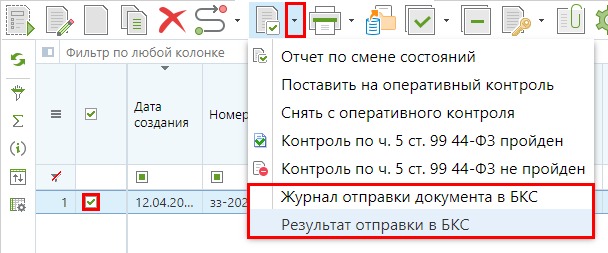 Фильтр по любой колонке
Дата
создания
Номер
1
12.04.20...
зз-202
Отчет по смене состояний
Поставить на оперативный контроль
Снять с оперативного контроля
Контроль по ч. 5 ст. 99 44-ФЗ пройден
Контроль по ч. 5 ст. 99 44-ФЗ не пройден
Журнал отправки документа в БКС
Результат отправки в БКС